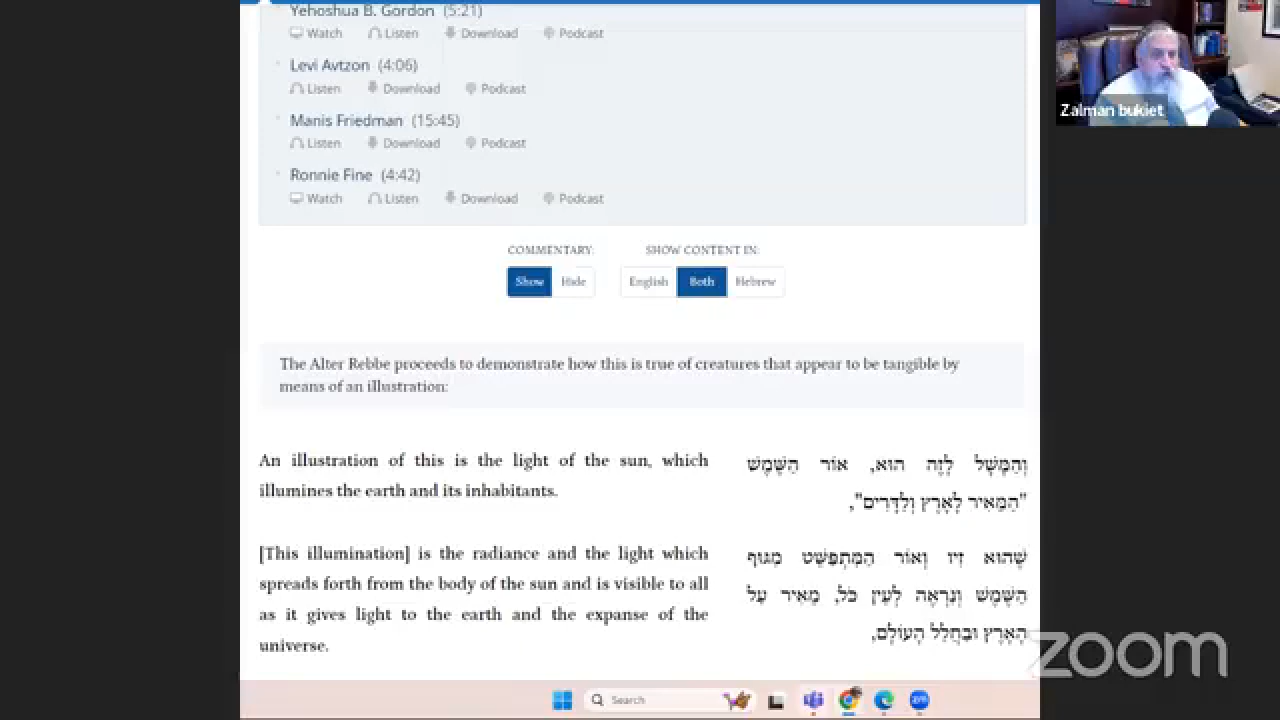 Yehoshua B. Gordon (5:21)
Watch Listen Download Podcast
Levi Avtzon (4:06)
Listen Download Podcast
Manis Friedman (15:45)
Listen Download Podcast
Ronnie Fine (4:42)
Watch Listen Download Podcast
COMMENTARY: SHOW CONTENT IN:
Show Hide English Both Hebrew
The Alter Rebbe proceeds to demonstrate how this is true of creatures that appear to be tangible by
means of an illustration:
An illustration of this is the light of the sun, which
illumines the earth and its inhabitants.
וְהַמָּשָׁל לָזֶה הוּא, אוֹר הַשֶּׁמֶשׁ
"הַמֵּאִיר לָאָרֶץ וְלַדָּרִים",
[This illumination] is the radiance and the light which
spreads forth from the body of the sun and is visible to all
as it gives light to the earth and the expanse of the
universe.
שֶׁהוּא זִיו וְאוֹר הַמִּתְפַּשֵּׁט מִגּוּף
הַשֶּׁמֶשׁ וְנִרְאֶה לְעֵין כֹּל, מֵאִיר עַל
הָאָרֶץ וּבַחֲלַל הָעוֹלָם,
Zalman bukiet
zoom
Search